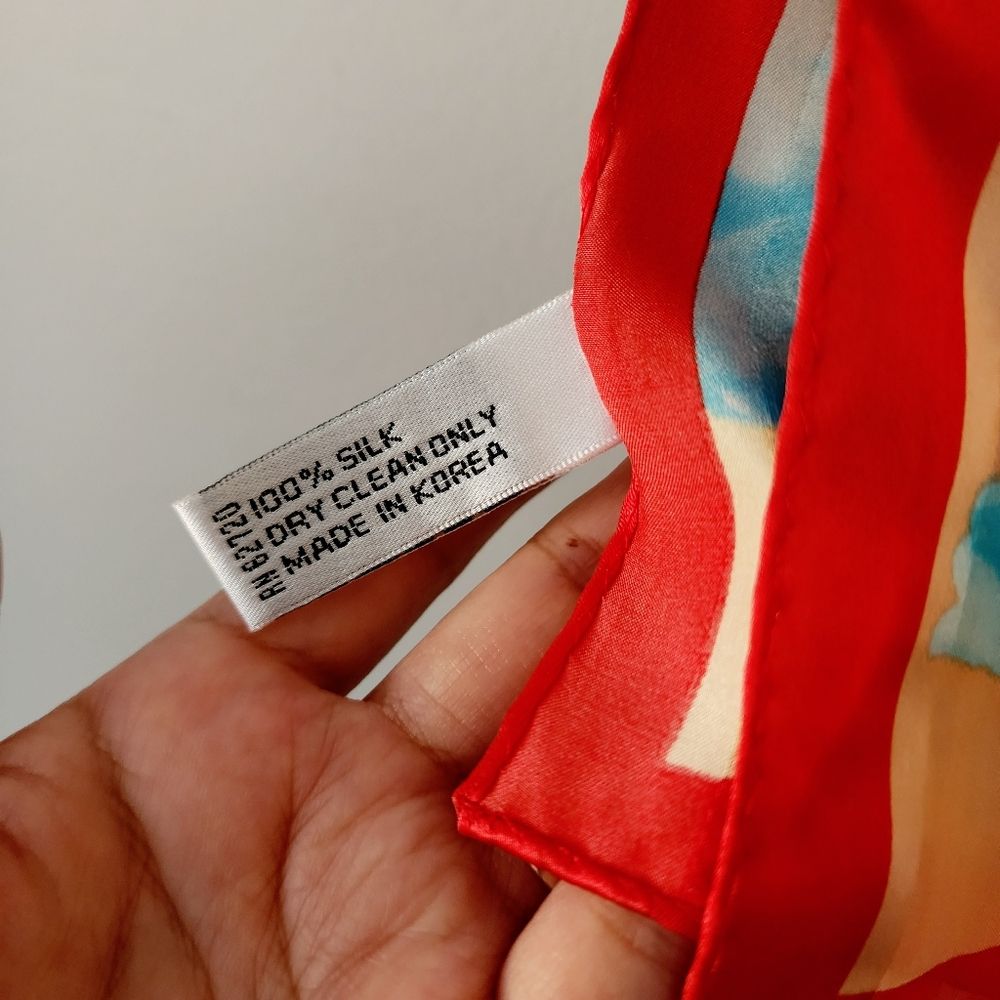 100% SILK
DRY CLEAN ONLY
MADE IN KOREA
RN 62720